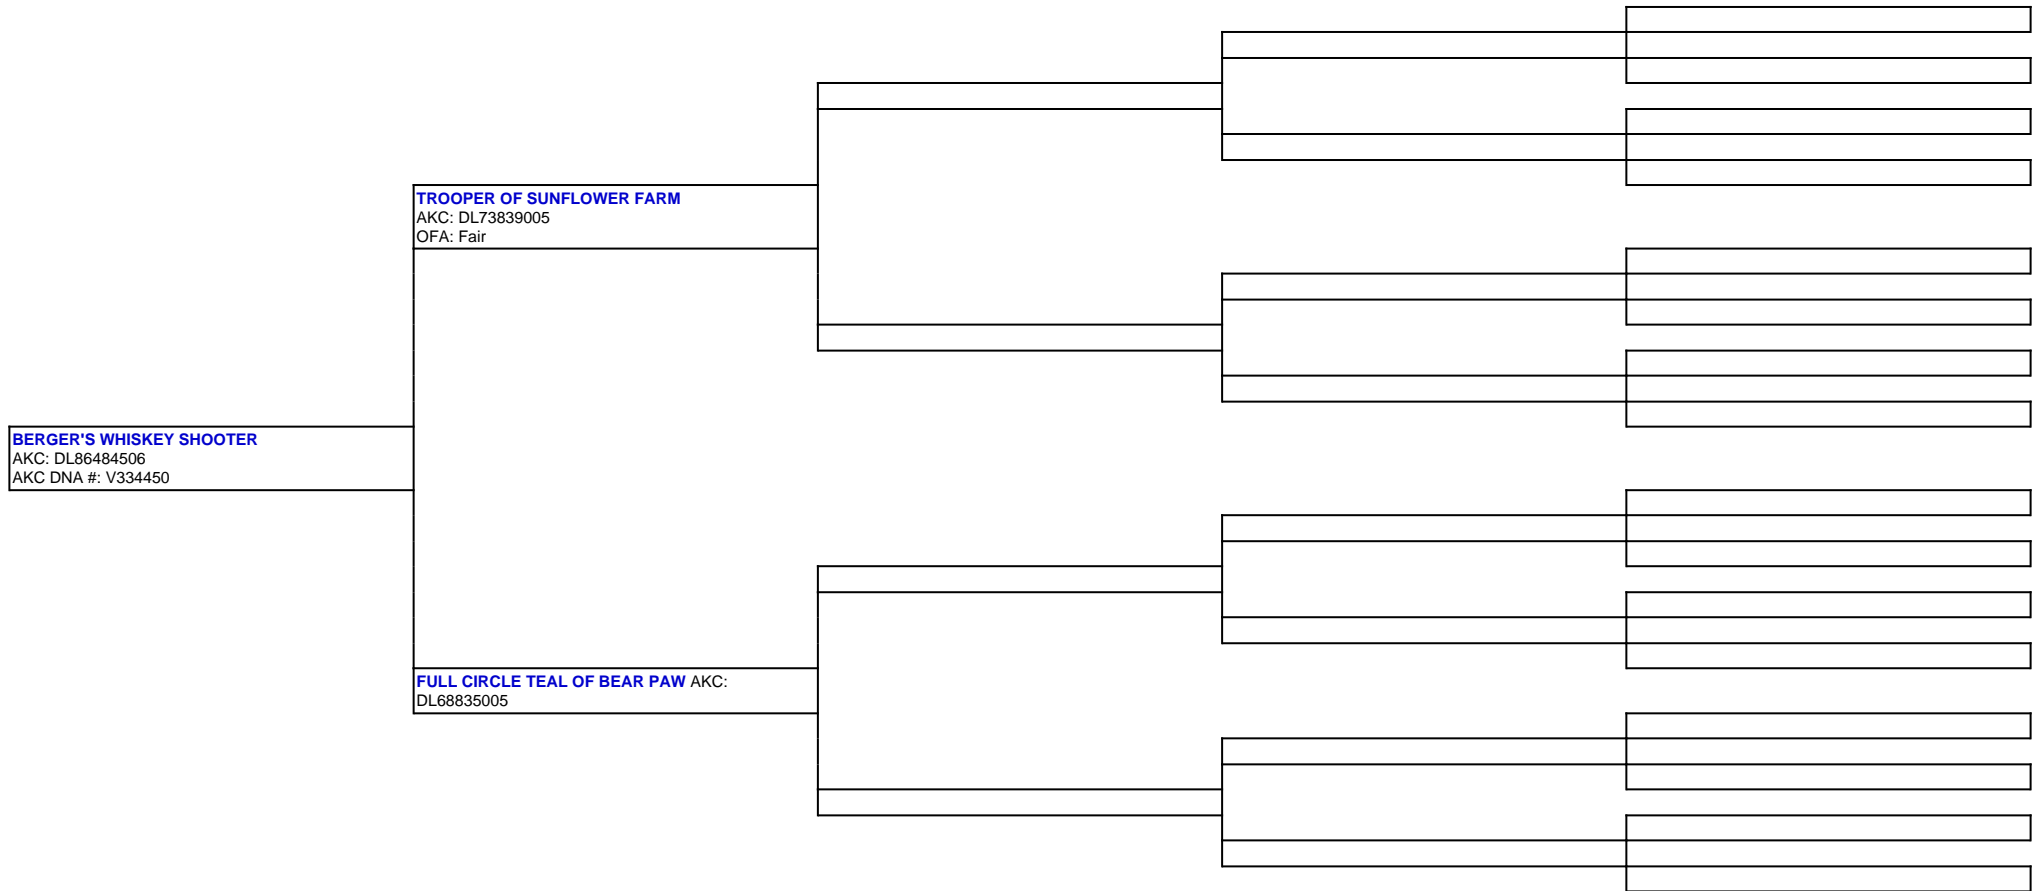 TROOPER OF SUNFLOWER FARM
AKC: DL73839005
OFA: Fair
BERGER'S WHISKEY SHOOTER
AKC: DL86484506
AKC DNA #: V334450
FULL CIRCLE TEAL OF BEAR PAW AKC:
DL68835005